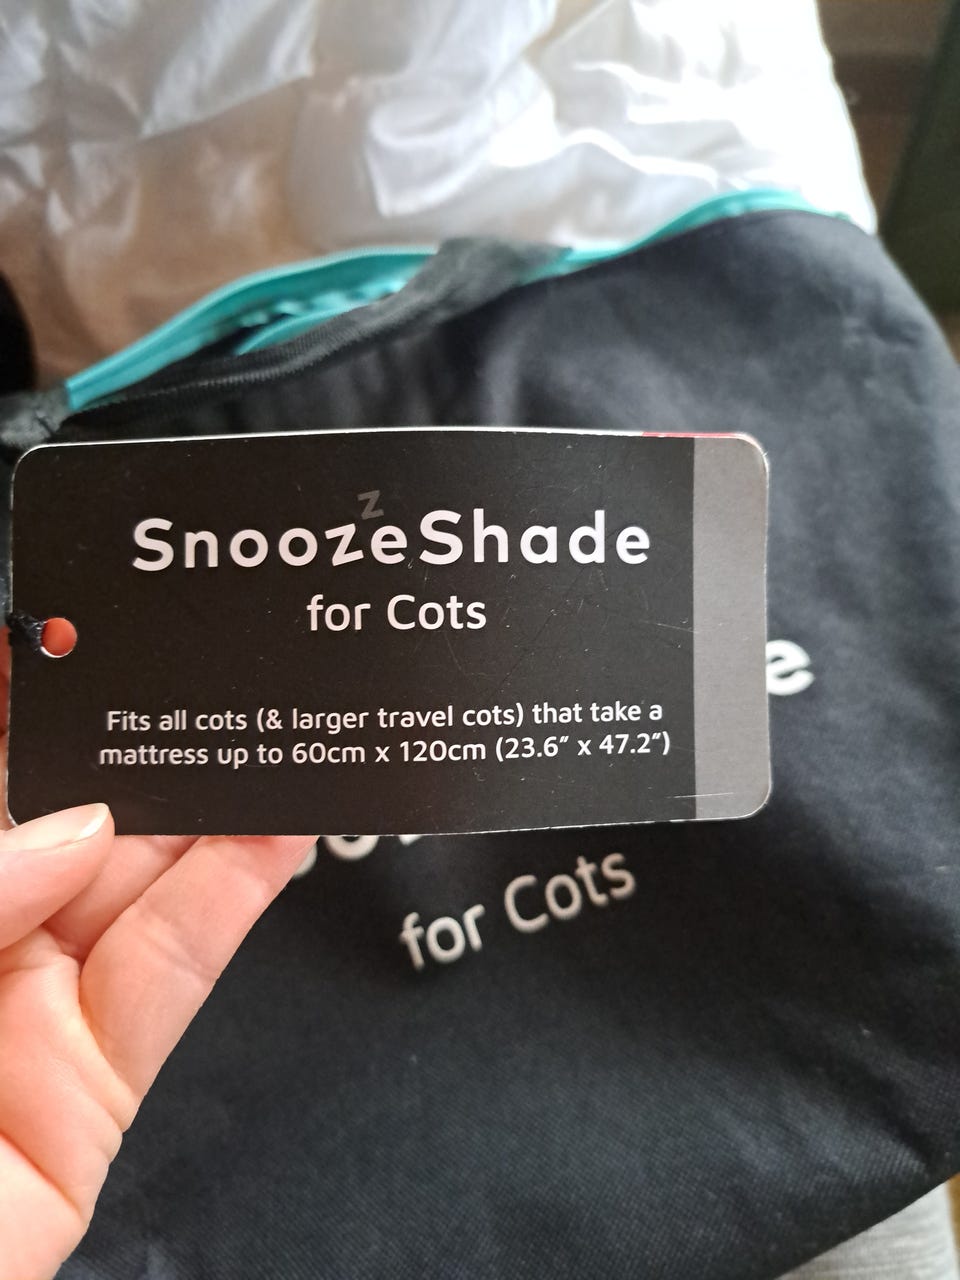 z
SnoozeShade
for Cots
Fits all cots (& larger travel cots) that take a
mattress up to 60cm x 120cm (23.6″ x 47.2″)
e
for Cots